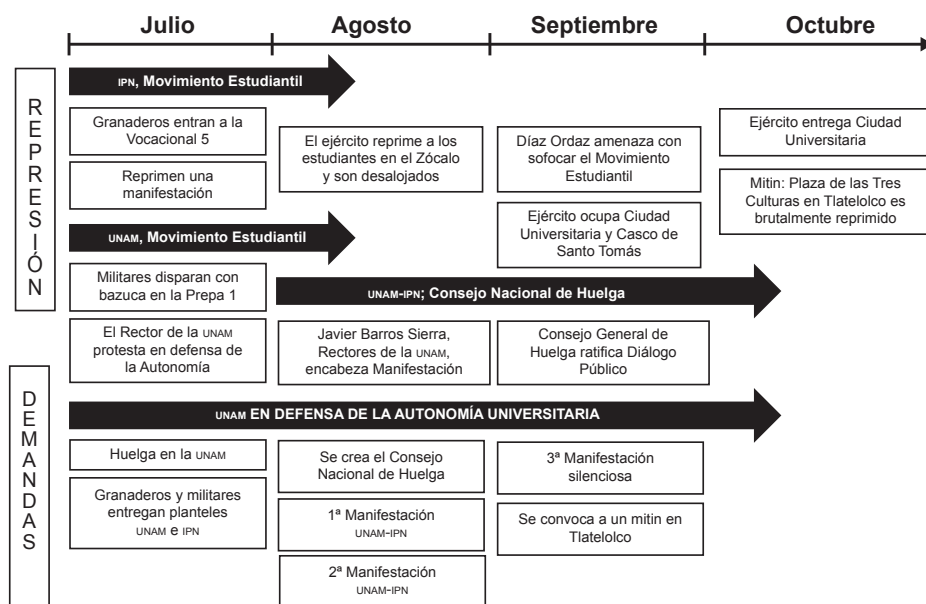 Julio
Agosto
Septiembre
Octubre
REPRESIÓN
IPN, Movimiento Estudiantil
Granaderos entran a la
Vocacional 5
Reprimen una
manifestación
El ejército reprime a los
estudiantes en el Zócalo
y son desalojados
Díaz Ordaz amenaza con
sofocar el Movimiento
Estudiantil
Ejército ocupa Ciudad
Universitaria y Casco de
Santo Tomás
Ejército entrega Ciudad
Universitaria
Mitin: Plaza de las Tres
Culturas en Tlatelolco es
brutalmente reprimido
UNAM, Movimiento Estudiantil
Militares disparan con
bazuca en la Prepa 1
UNAM-IPN; Consejo Nacional de Huelga
El Rector de la UNAM
protesta en defensa de
la Autonomía
Javier Barros Sierra,
Rectores de la UNAM,
encabeza Manifestación
Consejo General de
Huelga ratifica Diálogo
Público
DEMANDAS
UNAM EN DEFENSA DE LA AUTONOMÍA UNIVERSITARIA
Huelga en la UNAM
Granaderos y militares
entregan planteles
UNAM e IPN
Se crea el Consejo
Nacional de Huelga
1ª Manifestación
UNAM-IPN
2ª Manifestación
UNAM-IPN
3ª Manifestación
silenciosa
Se convoca a un mitin en
Tlatelolco